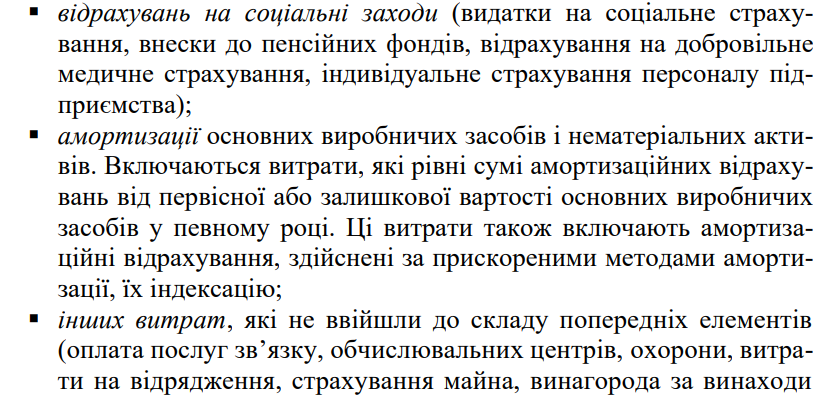 ▪ відрахувань на соціальні заходи (видатки на соціальне страху-
вання, внески до пенсійних фондів, відрахування на добровільне
медичне страхування, індивідуальне страхування персоналу під-
приємства);
▪ амортизації основних виробничих засобів і нематеріальних акти-
вів. Включаються витрати, які рівні сумі амортизаційних відраху-
вань від первісної або залишкової вартості основних виробничих
засобів у певному році. Ці витрати також включають амортиза-
ційні відрахування, здійснені за прискореними методами аморти-
зації, їх індексацію;
▪ інших витрат, які не ввійшли до складу попередніх елементів
(оплата послуг зв’язку, обчислювальних центрів, охорони, витра-
ти на відрядження, страхування майна, винагорода за винаходи